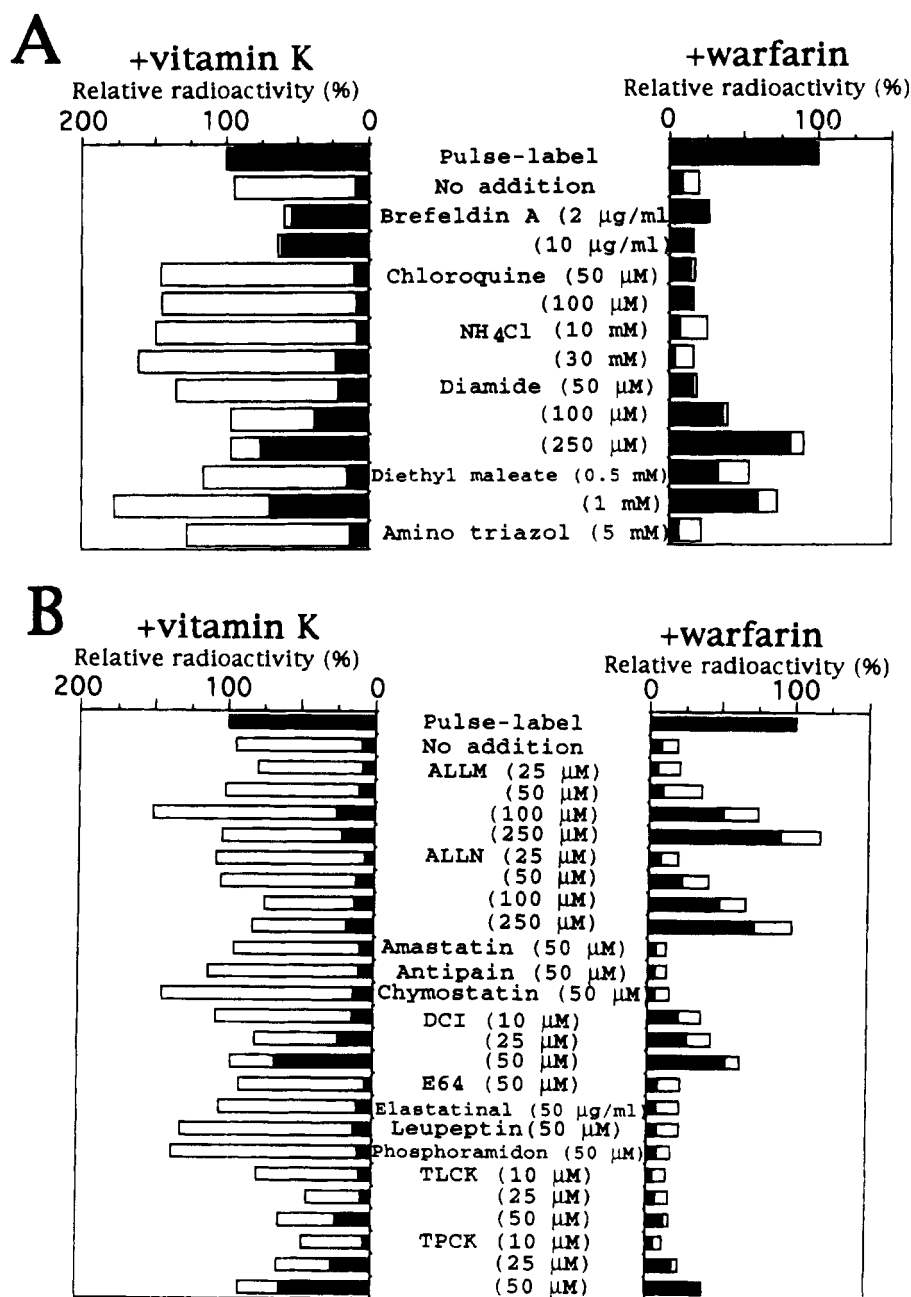 A
+vitamin K
+warfarin
Relative radioactivity (%)
Relative radioactivity (%)
200 100 0
0 100
Pulse-label
No addition
Brefeldin A (2 µg/ml
(10 µg/ml)
Chloroquine (50 µM)
(100 µM)
NH4Cl (10 mM)
(30 mM)
Diamide (50 µM)
(100 µM)
(250 µM)
Diethyl maleate (0.5 mM)
(1 mM)
Amino triazol (5 mM)
B
+vitamin K
+warfarin
Relative radioactivity (%)
Relative radioactivity (%)
200 100 0
0 100
Pulse-label
No addition
ALLM (25 µM)
(50 µM)
(100 µM)
(250 µM)
ALLN (25 µM)
(50 µM)
(100 µM)
(250 µM)
Amastatin (50 µM)
Antipain (50 µM)
Chymostatin (50 µM
DCI (10 µM)
(25 µM)
(50 µM)
E64 (50 µM)
Elastatinal (50 µg/ml)
Leupeptin(50 µM)
Phosphoramidon (50 µM)
TLCK (10 µM)
(25 µM)
(50 µM)
TPCK (10 µM)
(25 µM)
(50 µM)